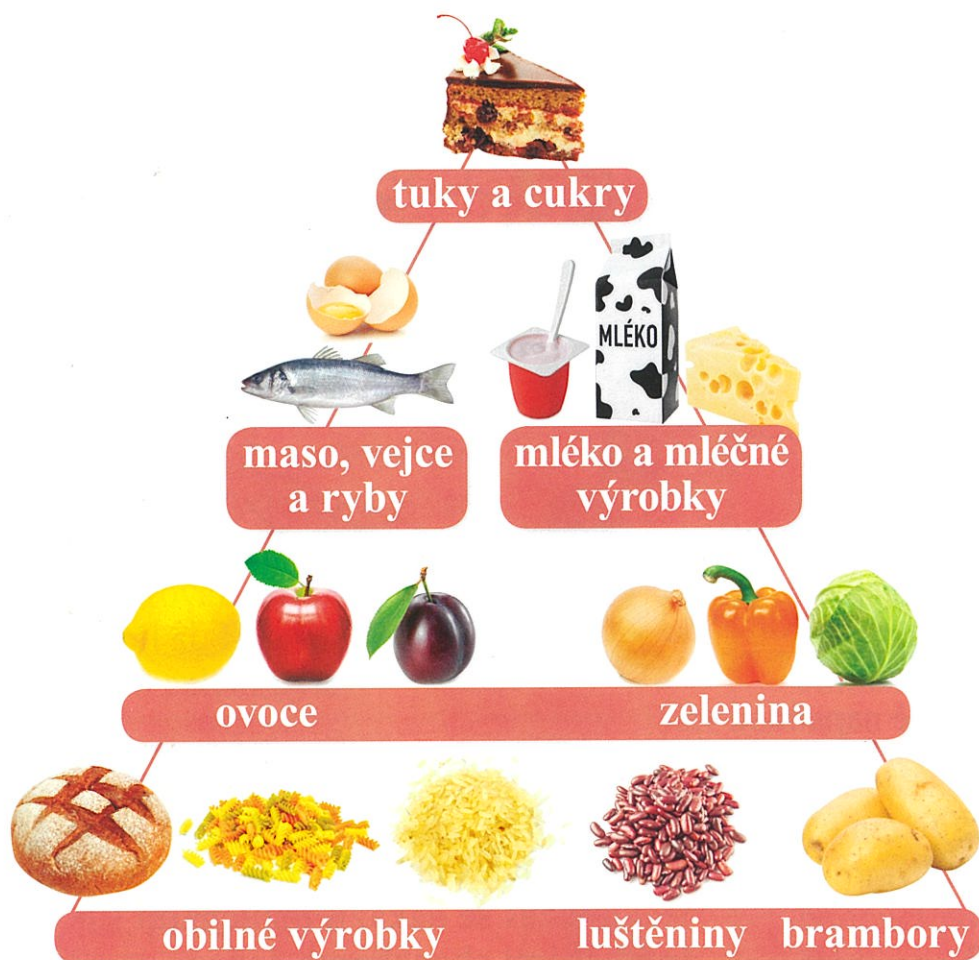 tuky a cukry
MLÉKO
maso, vejce
a ryby
mléko a mléčné
výrobky
ovoce
zelenina
obilné výrobky
luštěniny
brambory